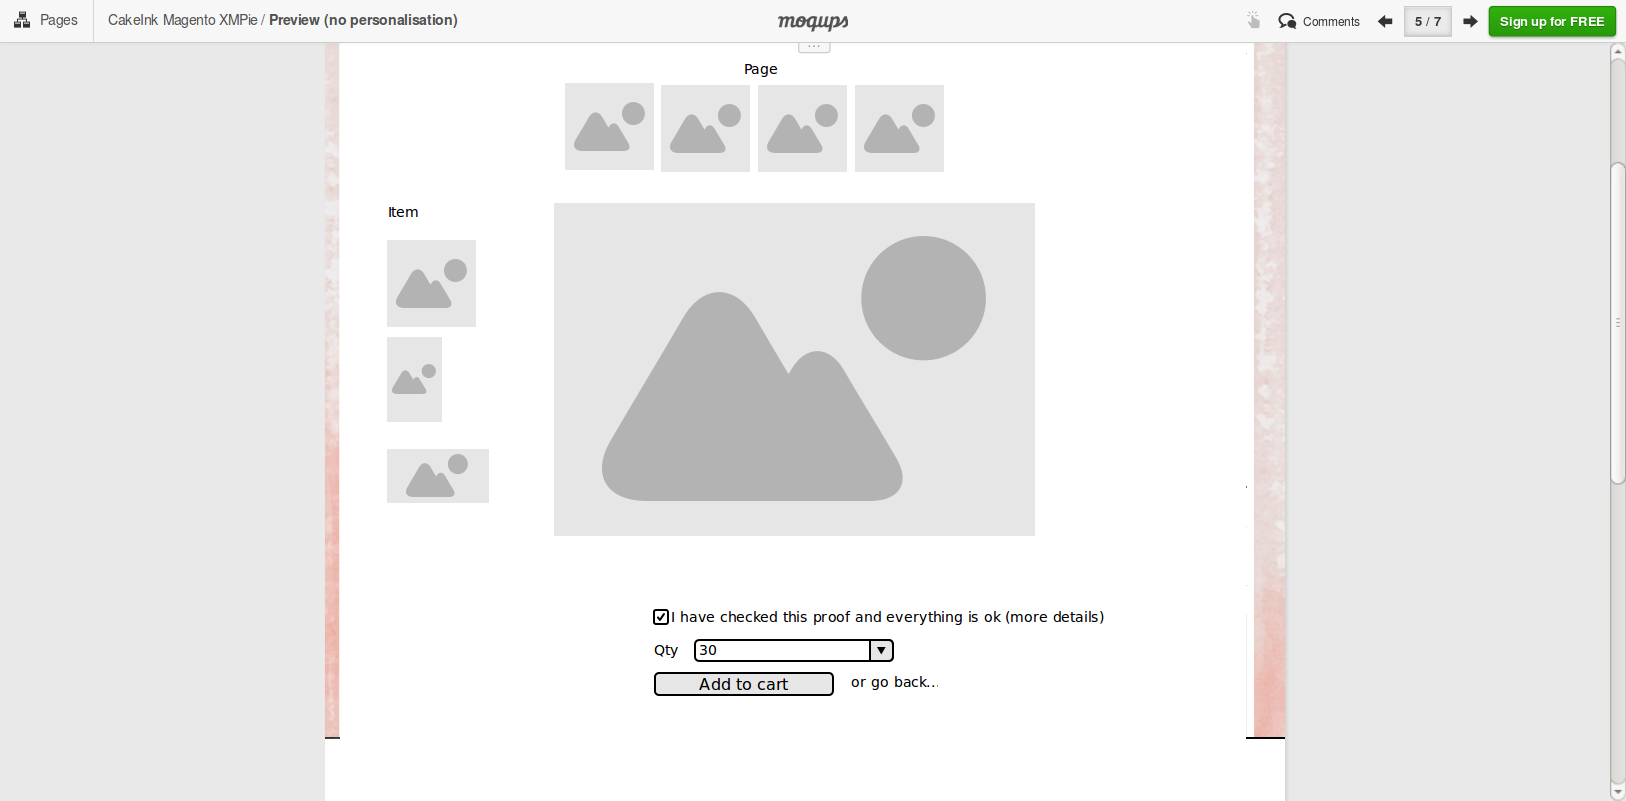 Pages
CakeInk Magento XMPie / Preview (no personalisation)
moqups
Comments
5 / 7
Sign up for FREE
...
Page
Item
I have checked this proof and everything is ok (more details)
Qty
30
Add to cart
or go back...